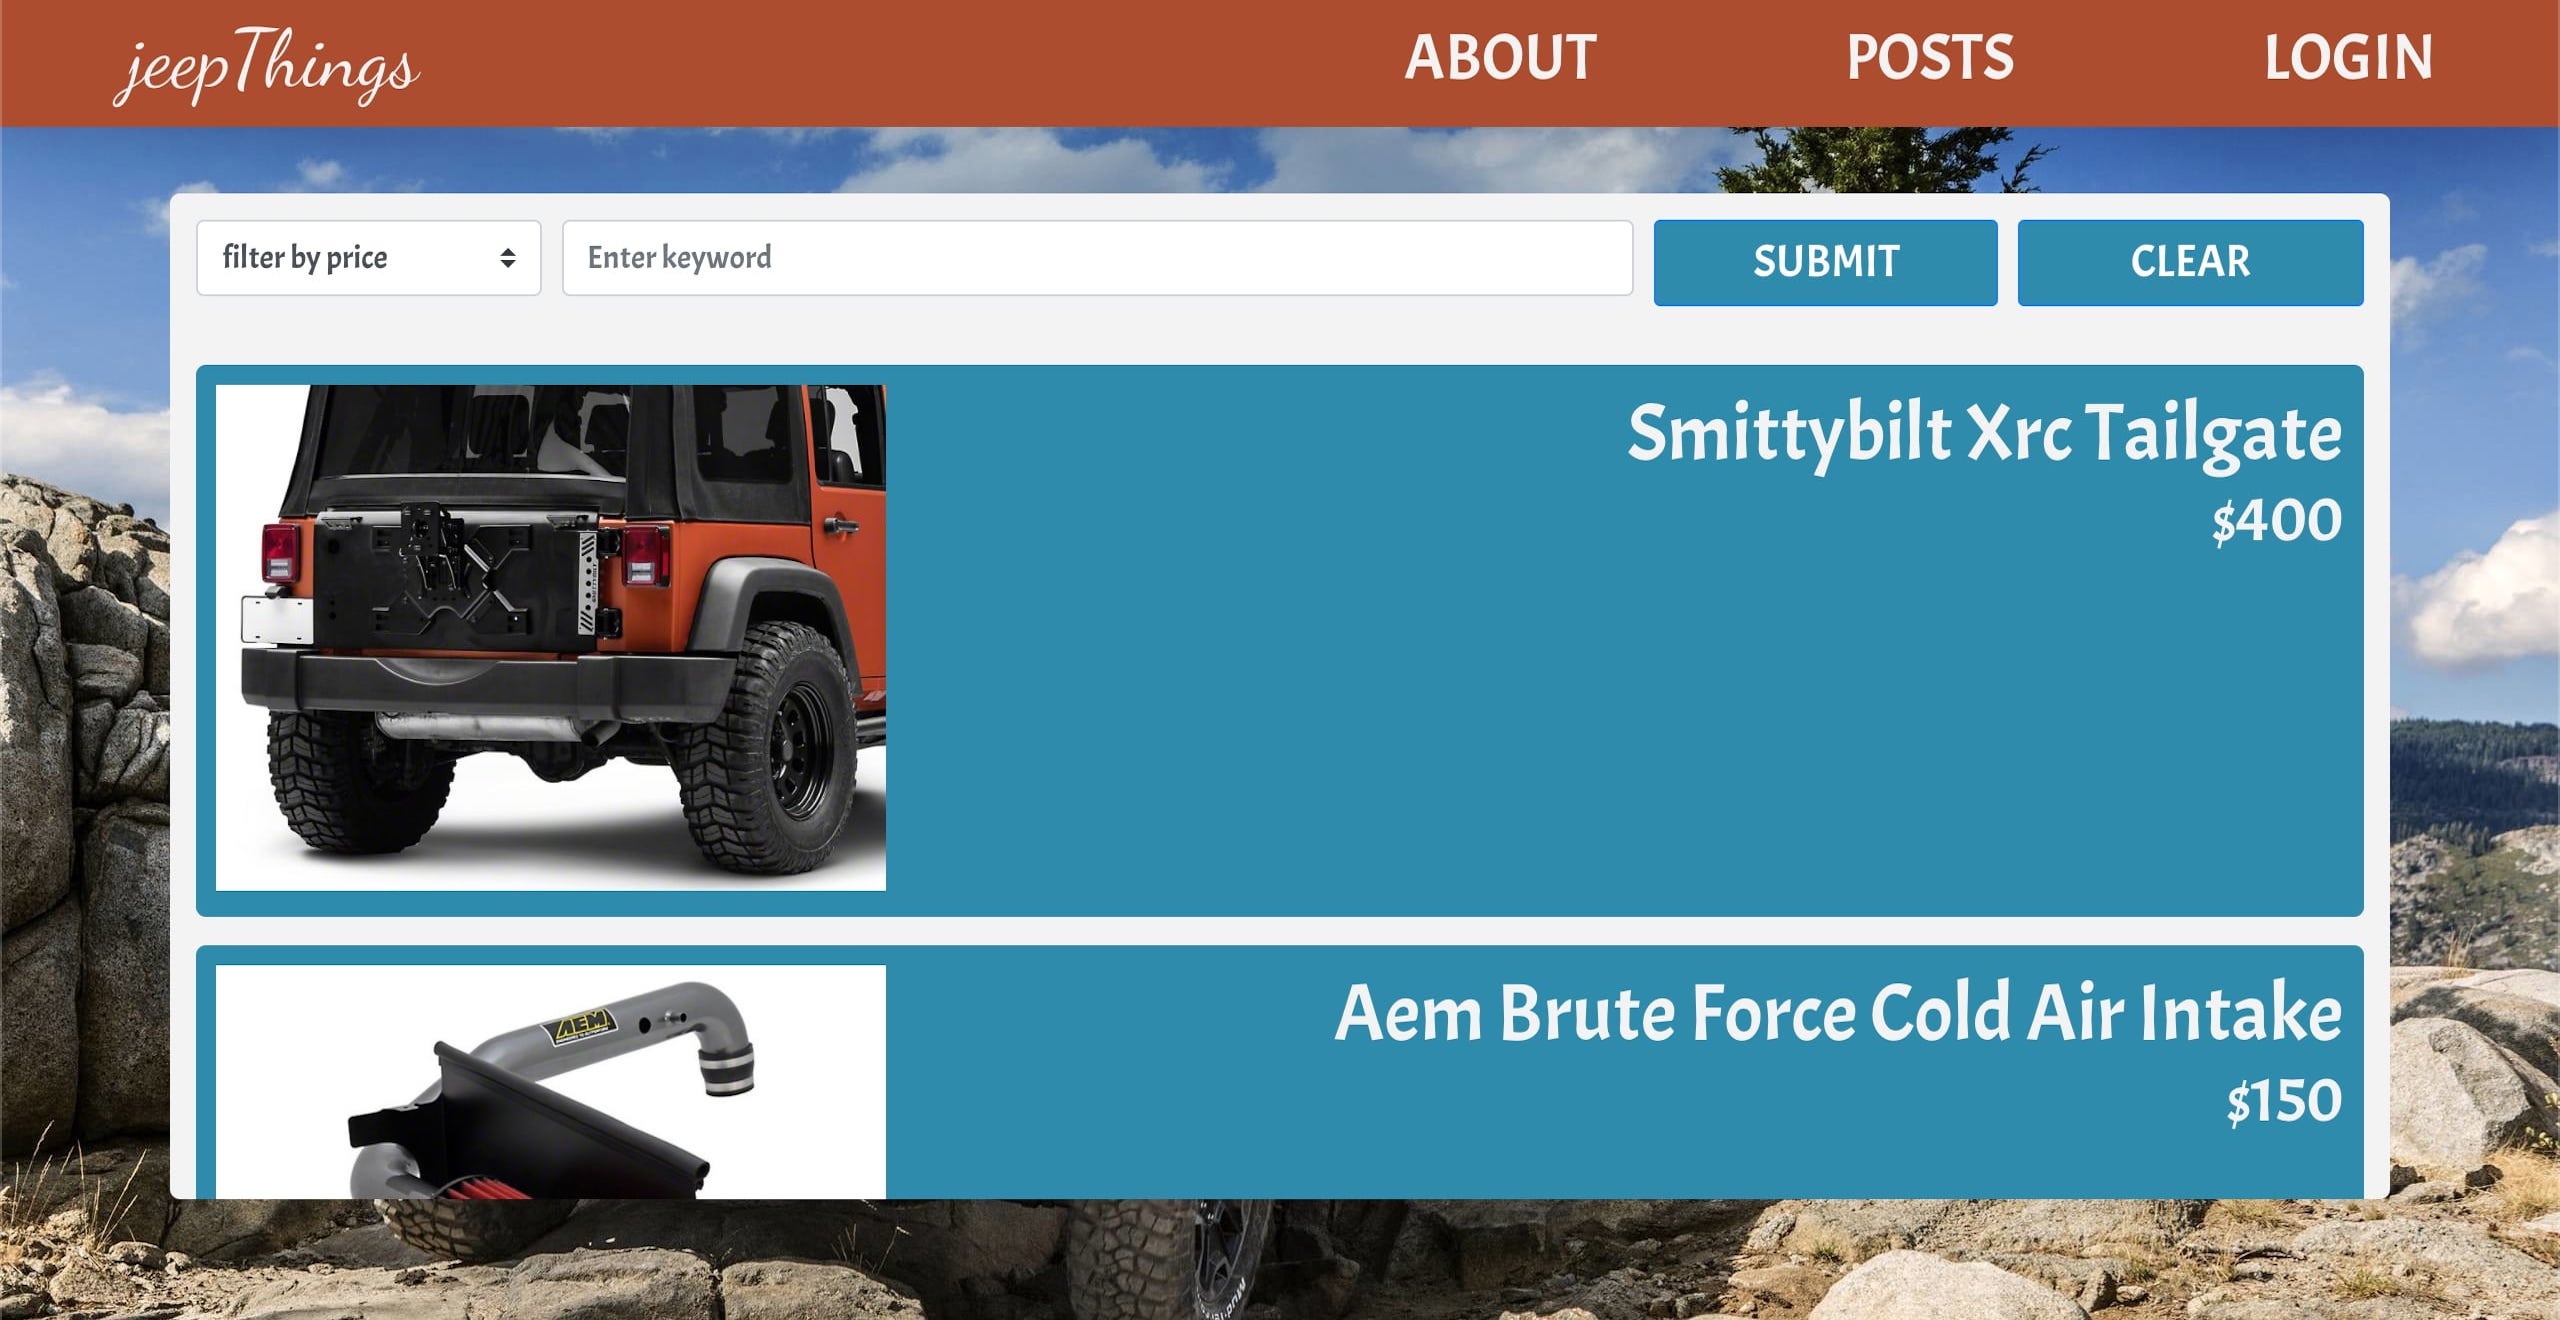 jeepThings
ABOUT
POSTS
LOGIN
filter by price
Enter keyword
SUBMIT
CLEAR
Smittybilt Xrc Tailgate
$400
AEM
Aem Brute Force Cold Air Intake
$150